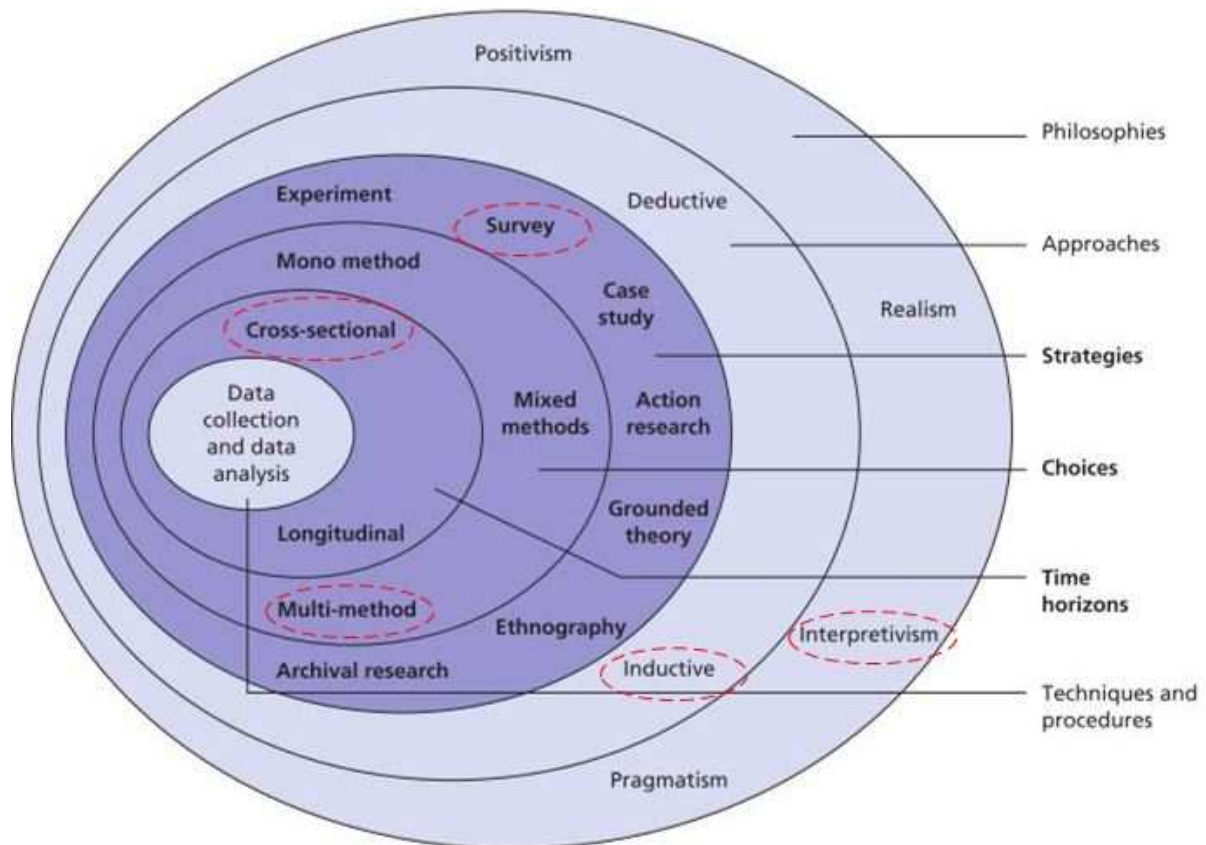 Positivism
Philosophies
Experiment
Deductive
Survey
Approaches
Mono method
Case
study
Realism
Cross-sectional
Strategies
Data
collection
and data
analysis
Mixed
methods
Action
research
Choices
Longitudinal
Grounded
theory
Time
horizons
Multi-method
Ethnography
Interpretivism
Archival research
Inductive
Techniques and
procedures
Pragmatism